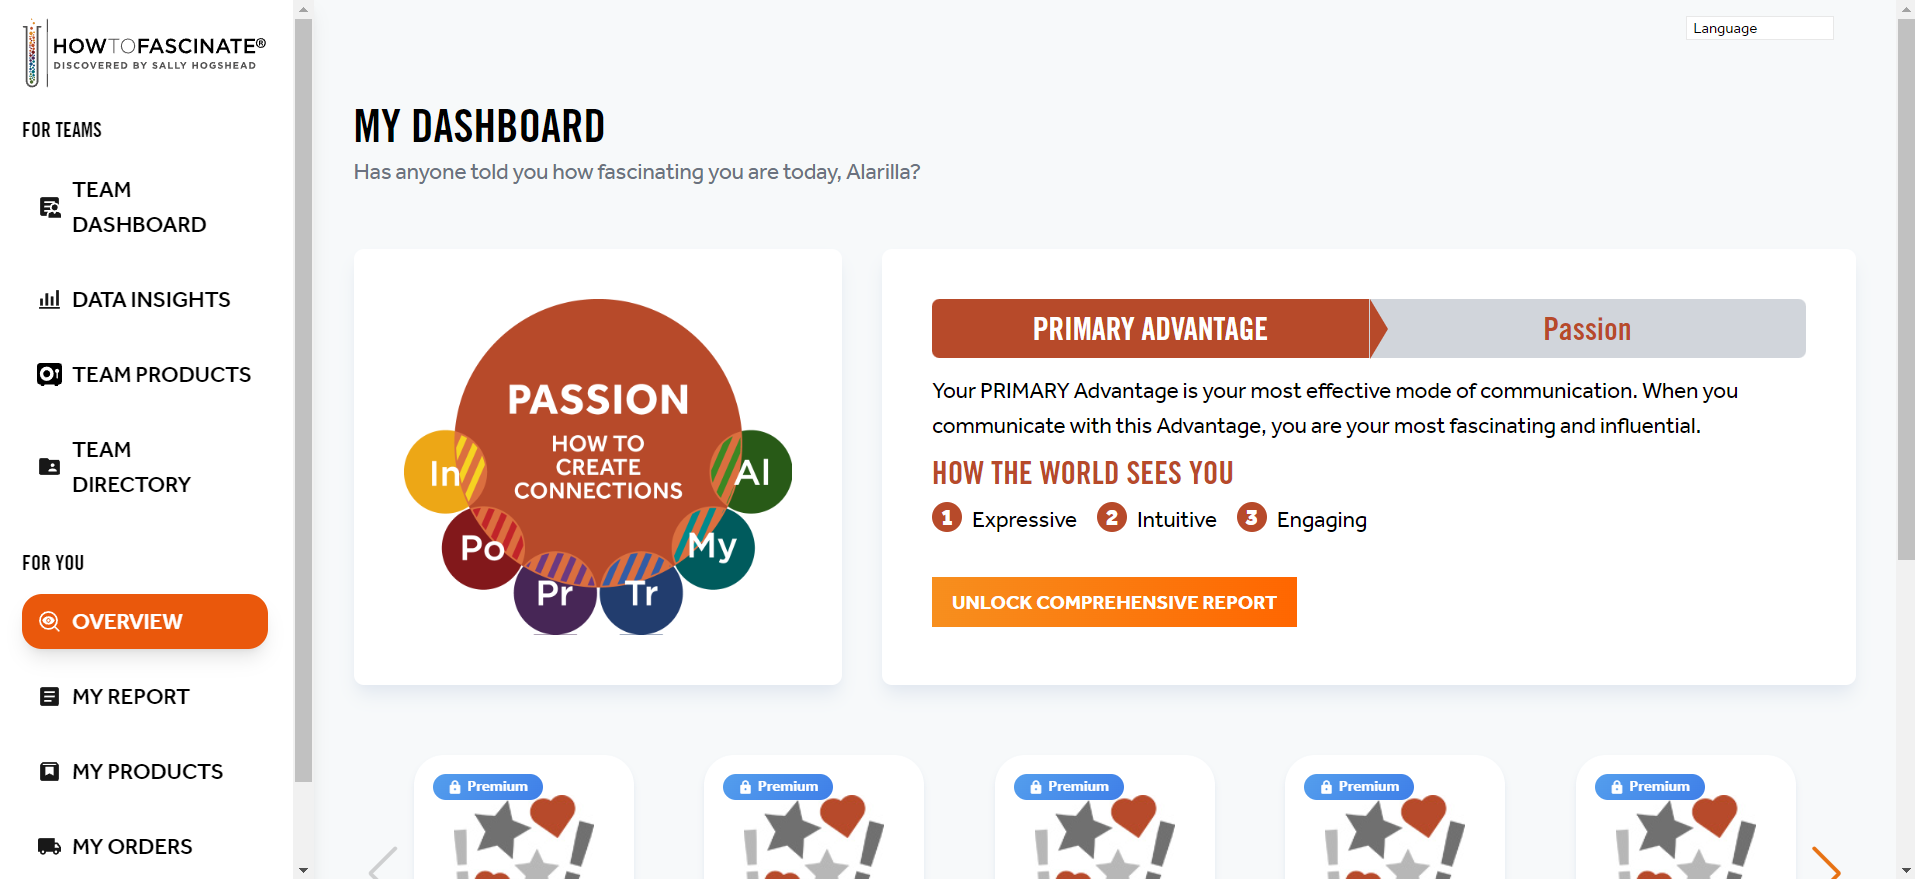 HOWTOFASCINATE®
DISCOVERED BY SALLY HOGSHEAD
FOR TEAMS
TEAM
DASHBOARD
DATA INSIGHTS
TEAM PRODUCTS
TEAM
DIRECTORY
FOR YOU
OVERVIEW
MY REPORT
MY PRODUCTS
MY ORDERS
Language
MY DASHBOARD
Has anyone told you how fascinating you are today, Alarilla?
PASSION
HOW TO
CREATE
CONNECTIONS
In
Po
Pr
Tr
My
Al
PRIMARY ADVANTAGE
Passion
Your PRIMARY Advantage is your most effective mode of communication. When you
communicate with this Advantage, you are your most fascinating and influential.
HOW THE WORLD SEES YOU
1 Expressive 2 Intuitive 3 Engaging
UNLOCK COMPREHENSIVE REPORT
Premium
Premium
Premium
Premium
Premium